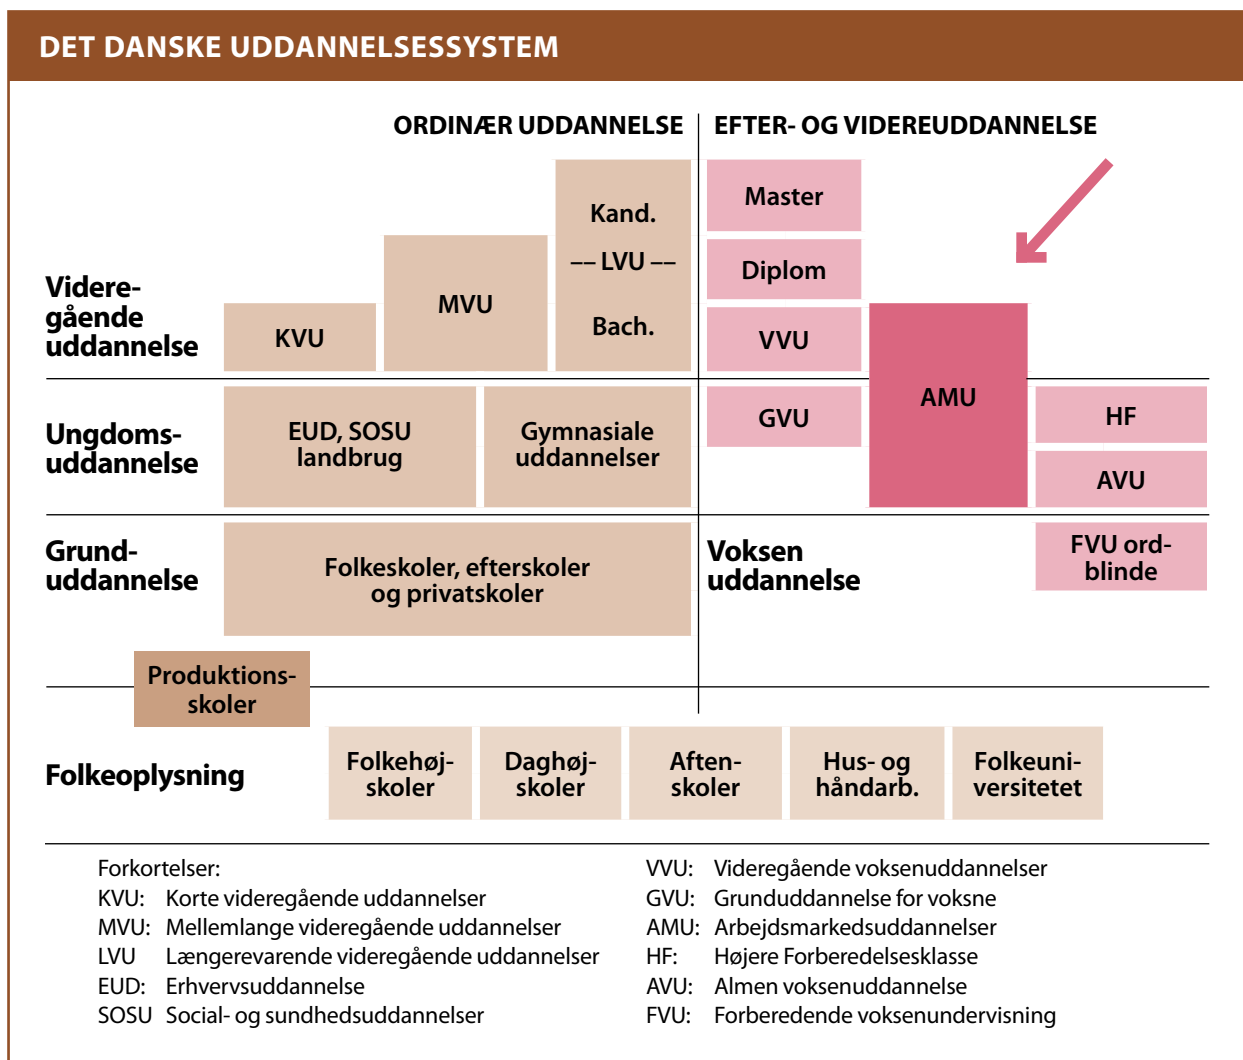 DET DANSKE UDDANNELSESSYSTEM
ORDINÆR UDDANNELSE
EFTER- OG VIDEREUDDANNELSE
Videre-
gående
uddannelse
KVU
MVU
Kand.
-- LVU --
Bach.
Master
Diplom
VVU
AMU
Ungdoms-
uddannelse
EUD, SOSU
landbrug
Gymnasiale
uddannelser
GVU
HF
AVU
Grund-
uddannelse
Folkeskoler, efterskoler
og privatskoler
Voksen
uddannelse
FVU ord-
blinde
Produktions-
skoler
Folkeoplysning
Folkehøj-
skoler
Daghøj-
skoler
Aften-
skoler
Hus- og
håndarb.
Folkeuni-
versitetet
Forkortelser:
KVU: Korte videregående uddannelser
MVU: Mellemlange videregående uddannelser
LVU Længerevarende videregående uddannelser
EUD: Erhvervsuddannelse
SOSU Social- og sundhedsuddannelser
VVU: Videregående voksenuddannelser
GVU: Grunduddannelse for voksne
AMU: Arbejdsmarkedsuddannelser
HF: Højere Forberedelsesklasse
AVU: Almen voksenuddannelse
FVU: Forberedende voksenundervisning